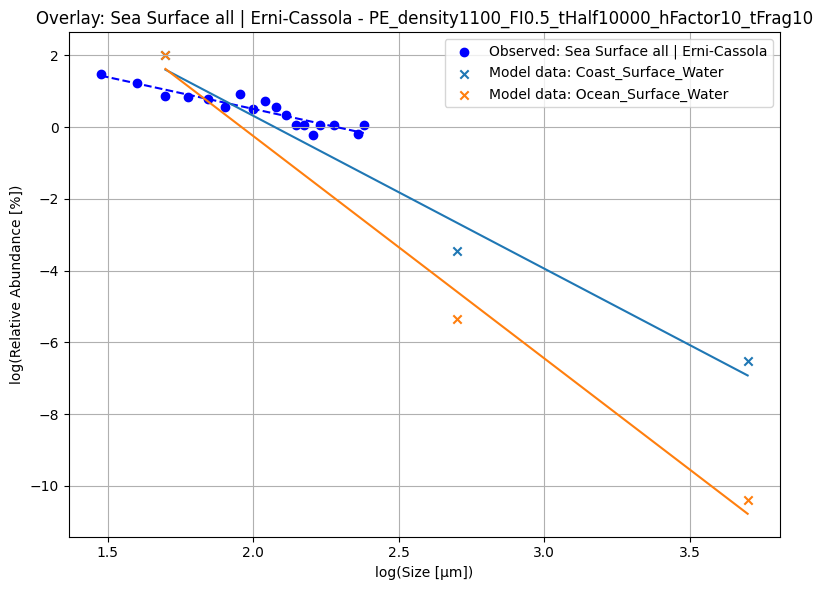 Overlay: Sea Surface all | Erni-Cassola - PE_density1100_FI0.5_tHalf10000_hFactor10_tFrag10
Observed: Sea Surface all | Erni-Cassola
Model data: Coast_Surface_Water
Model data: Ocean_Surface_Water
log(Relative Abundance [%])
2
0
−2
−4
−6
−8
−10
1.5
2.0
2.5
3.0
3.5
log(Size [μm])